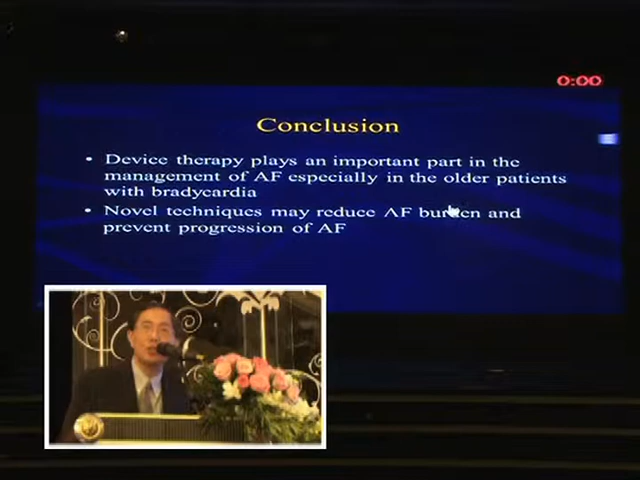 0:00
Conclusion
• Device therapy plays an important part in the
management of AF especially in the older patients
with bradycardia
• Novel techniques may reduce AF burden and
prevent progression of AF